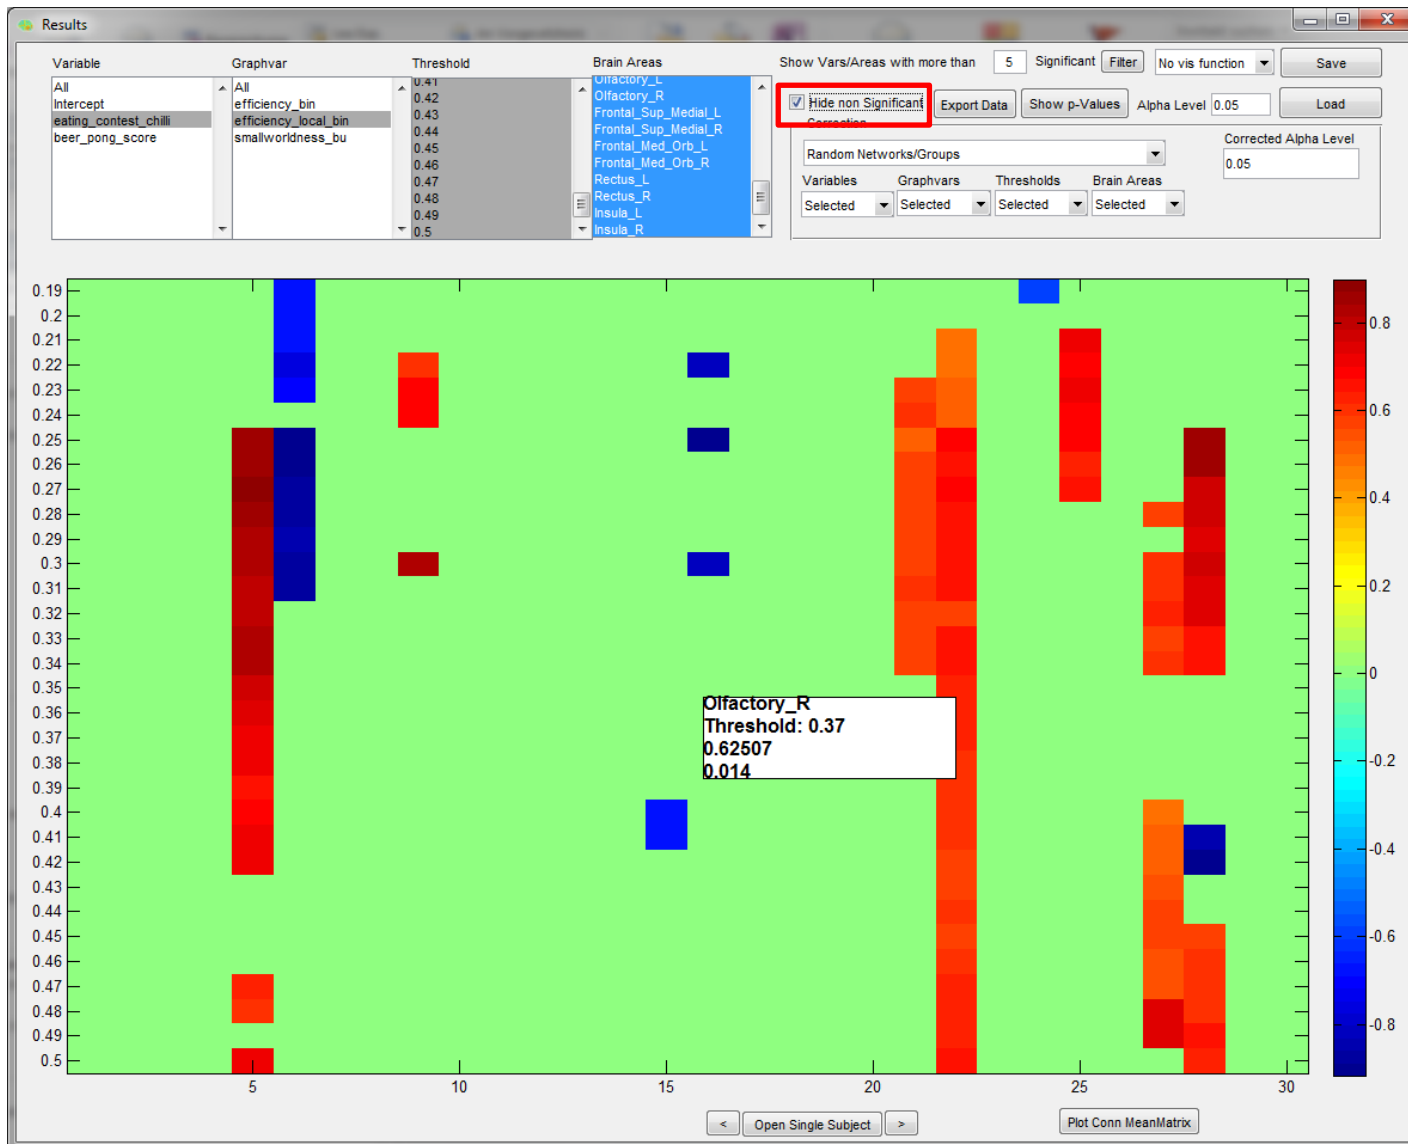 Results
Variable
Graphvar
Threshold
Brain Areas
Show Vars/Areas with more than 5 Significant Filter No vis function Save
All
Intercept
eating_contest_chilli
beer_pong_score
All
efficiency_bin
efficiency_local_bin
smallworldness_bu
0.41
0.42
0.43
0.44
0.45
0.46
0.47
0.48
0.49
0.5
Olfactory_L
Olfactory_R
Frontal_Sup_Medial_L
Frontal_Sup_Medial_R
Frontal_Med_Orb_L
Frontal_Med_Orb_R
Rectus_L
Rectus_R
Insula_L
Insula_R
Hide non Significant Export Data Show p-Values Alpha Level 0.05 Load
Correction
Random Networks/Groups
Corrected Alpha Level
0.05
Variables Graphvars Thresholds Brain Areas
Selected Selected Selected Selected
0.19
0.2
0.21
0.22
0.23
0.24
0.25
0.26
0.27
0.28
0.29
0.3
0.31
0.32
0.33
0.34
0.35
0.36
0.37
0.38
0.39
0.4
0.41
0.42
0.43
0.44
0.45
0.46
0.47
0.48
0.49
0.5
Olfactory_R
Threshold: 0.37
0.62507
0.014
0.8
0.6
0.4
0.2
0
-0.2
-0.4
-0.6
-0.8
5 10 15 20 25 30
< Open Single Subject > Plot Conn MeanMatrix